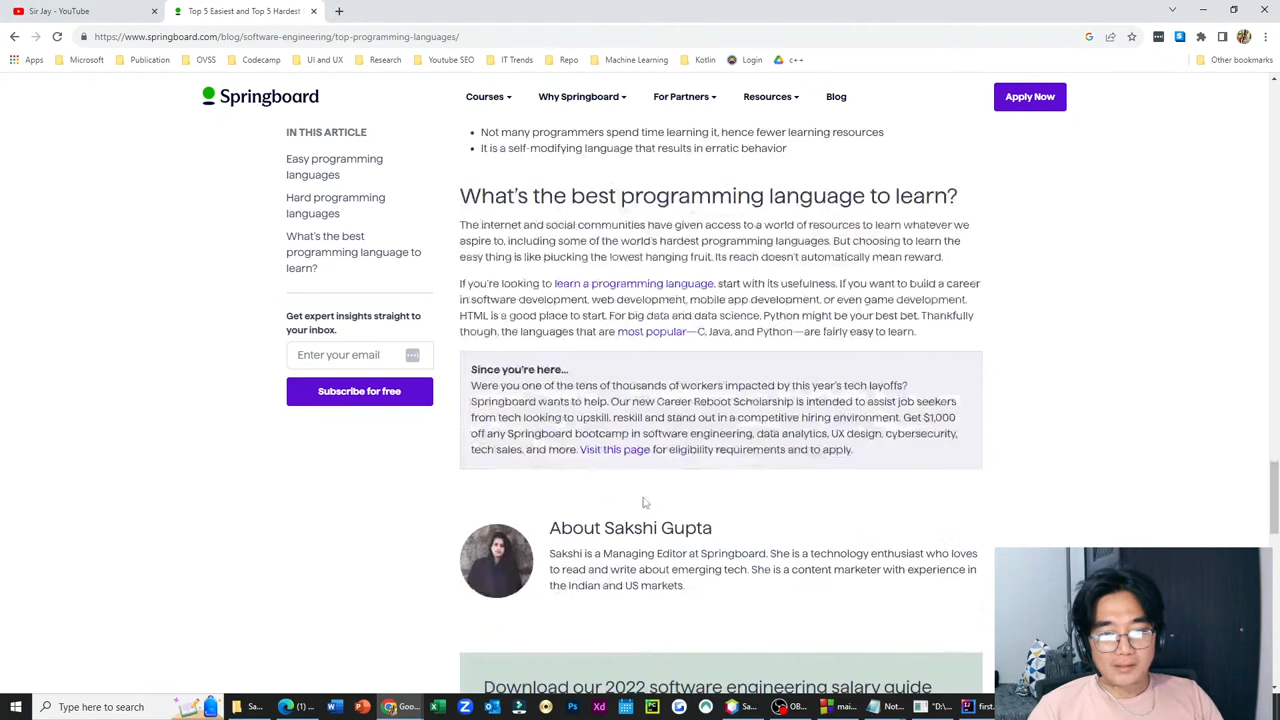 Sir Jay - YouTube
Top 5 Easiest and Top 5 Hardest
https://www.springboard.com/blog/software-engineering/top-programming-languages/
Apps Microsoft Publication OVSS Codecamp UI and UX Research Youtube SEO IT Trends Repo Machine Learning Kotlin Login c++ Other bookmarks
Springboard Courses Why Springboard For Partners Resources Blog Apply Now
IN THIS ARTICLE
Easy programming
languages
Hard programming
languages
What's the best
programming language to
learn?
Get expert insights straight to
your inbox.
Enter your email
Subscribe for free
• Not many programmers spend time learning it, hence fewer learning resources
• It is a self-modifying language that results in erratic behavior
What's the best programming language to learn?
The internet and social communities have given access to a world of resources to learn whatever we
aspire to, including some of the world's hardest programming languages. But choosing to learn the
easy thing is like plucking the lowest hanging fruit. Its reach doesn't automatically mean reward.
If you're looking to learn a programming language, start with its usefulness. If you want to build a career
in software development, web development, mobile app development, or even game development.
HTML is a good place to start. For big data and data science, Python might be your best bet. Thankfully
though, the languages that are most popular—C, Java, and Python—are fairly easy to learn.
Since you're here...
Were you one of the tens of thousands of workers impacted by this year's tech layoffs?
Springboard wants to help. Our new Career Reboot Scholarship is intended to assist job seekers
from tech looking to upskill, reskill and stand out in a competitive hiring environment. Get $1,000
off any Springboard bootcamp in software engineering, data analytics, UX design, cybersecurity,
tech sales, and more. Visit this page for eligibility requirements and to apply.
About Sakshi Gupta
Sakshi is a Managing Editor at Springboard. She is a technology enthusiast who loves
to read and write about emerging tech. She is a content marketer with experience in
the Indian and US markets.
Download our 2022 software engineering salary guide
Type here to search Sa... (1) ... Goo... Sa... OB... mai... Not... "D:\... first...